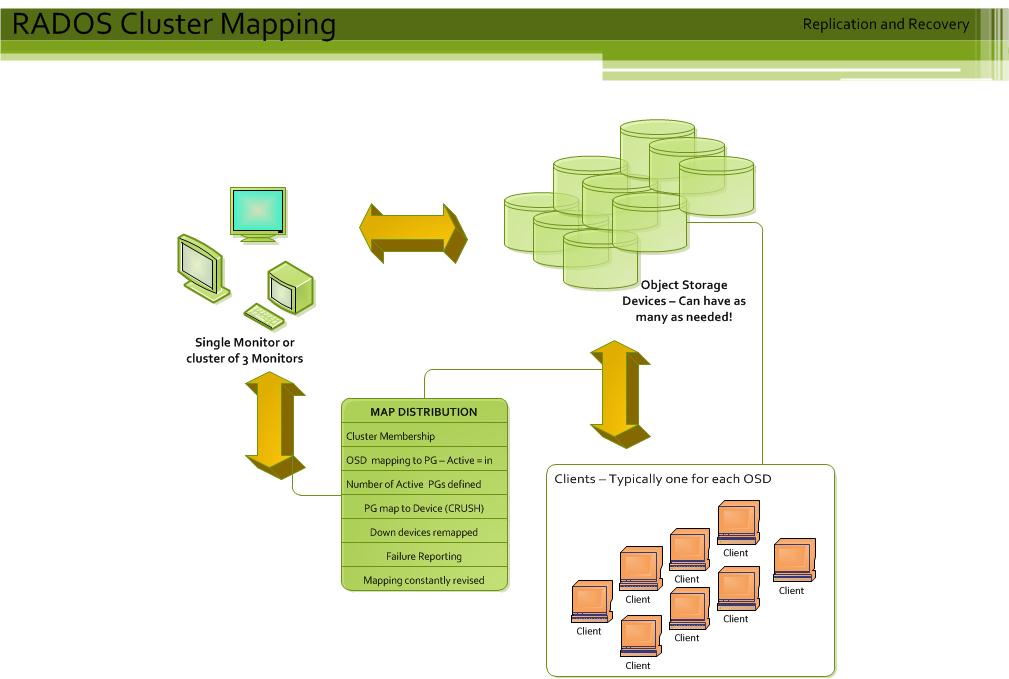 RADOS Cluster Mapping
Replication and Recovery
Object Storage
Devices – Can have as
many as needed!
Single Monitor or
cluster of 3 Monitors
MAP DISTRIBUTION
Cluster Membership
OSD mapping to PG – Active = in
Number of Active PGs defined
PG map to Device (CRUSH)
Down devices remapped
Failure Reporting
Mapping constantly revised
Clients – Typically one for each OSD
Client
Client
Client
Client
Client
Client
Client
Client